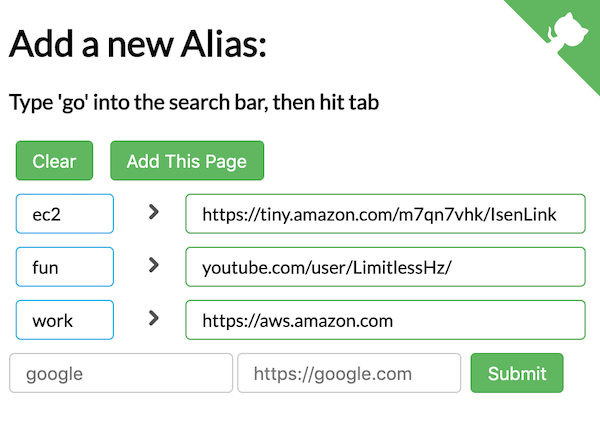 Add a new Alias:
Type 'go' into the search bar, then hit tab
Clear Add This Page
ec2 https://tiny.amazon.com/m7qn7vhk/IsenLink
fun youtube.com/user/LimitlessHz/
work https://aws.amazon.com
google https://google.com Submit